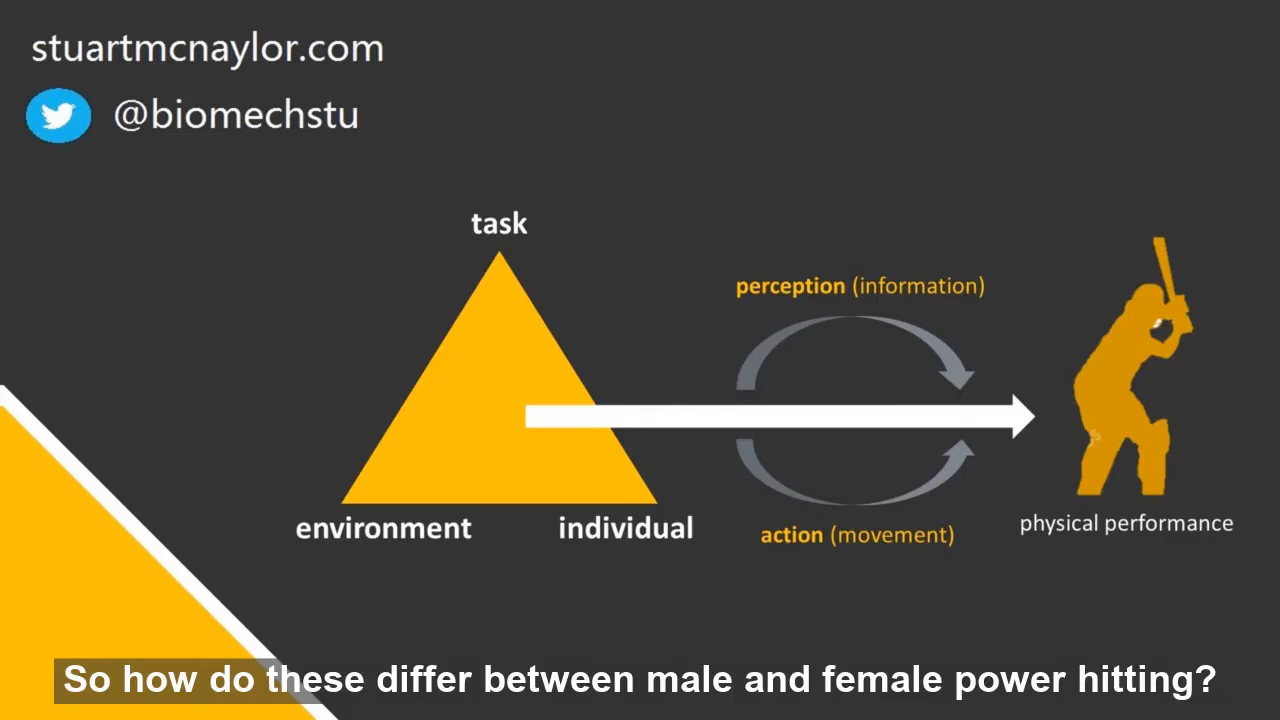 stuartmcnaylor.com
@biomechstu
task
perception (information)
environment
individual
action (movement)
physical performance
So how do these differ between male and female power hitting?